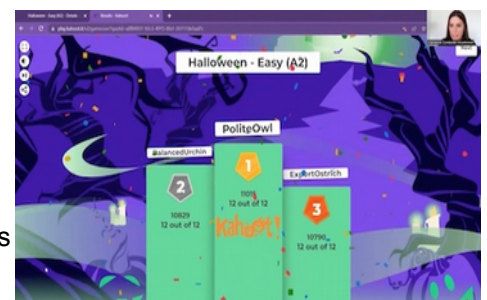 Halloween - Easy (A2)
PoliteOwl
BalancedUrchin
1
ExpertOstrich
2
3
10829
12 out of 12
12 out of 12
Kahoot!
10790
12 out of 12
s